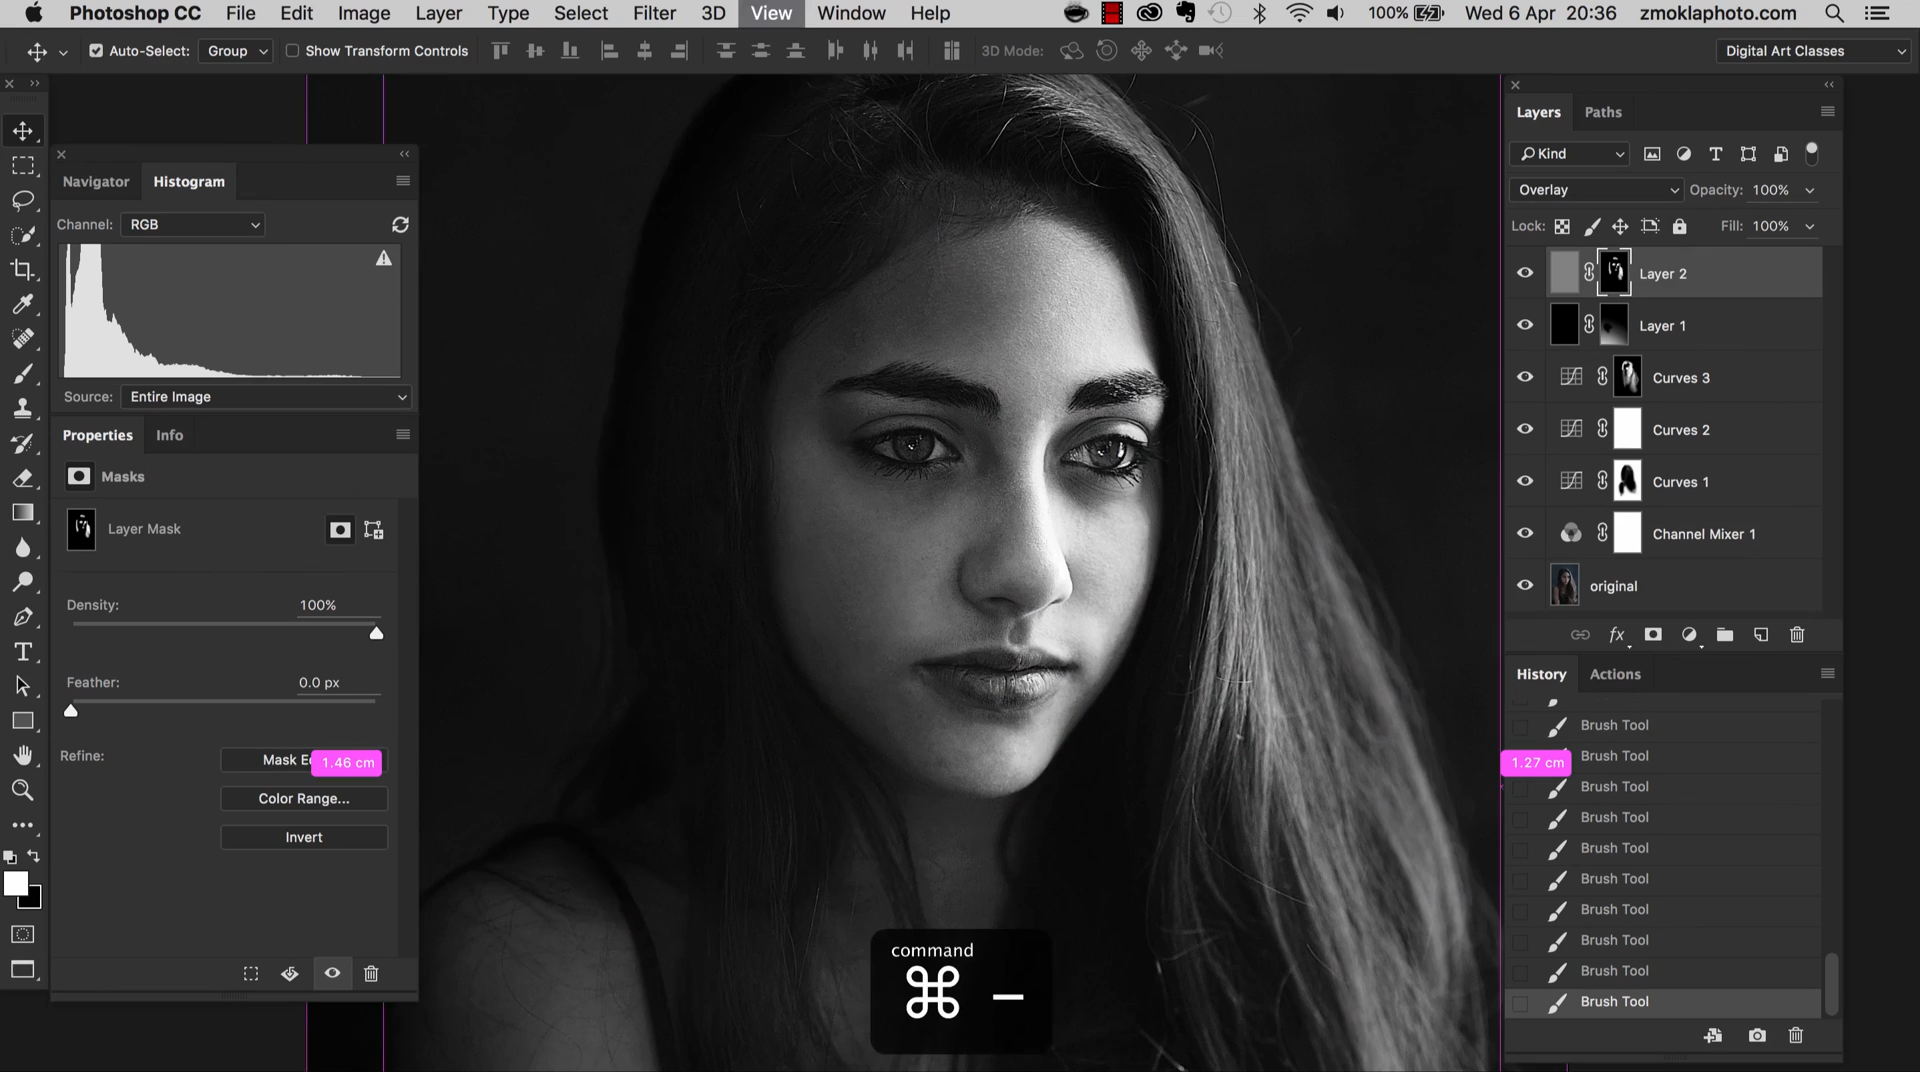 Photoshop CC File Edit Image Layer Type Select Filter 3D View Window Help 100% Wed 6 Apr 20:36 zmoklaphoto.com
Auto-Select: Group Show Transform Controls 3D Mode: Digital Art Classes
Navigator Histogram
Channel: RGB
Source: Entire Image
Properties Info
Masks
Layer Mask
Density: 100%
Feather: 0.0 px
Refine:
1.46 cm
Color Range...
Invert
command
⌘ –
Layers Paths
Kind
Overlay Opacity: 100%
Lock: Fill: 100%
Layer 2
Layer 1
Curves 3
Curves 2
Curves 1
Channel Mixer 1
original
fx
History Actions
Brush Tool
1.27 cm
Brush Tool
Brush Tool
Brush Tool
Brush Tool
Brush Tool
Brush Tool
Brush Tool
Brush Tool
Brush Tool